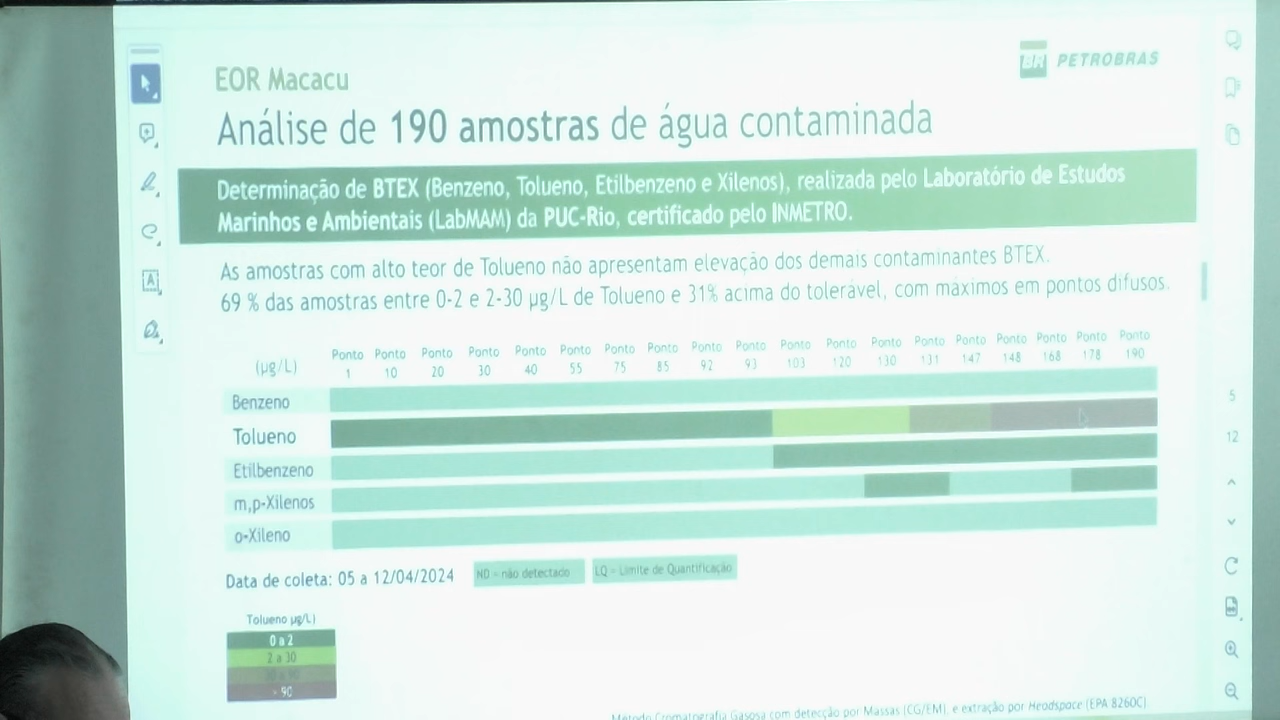 EOR Macacu
BR PETROBRAS
Análise de 190 amostras de água contaminada
Determinação de BTEX (Benzeno, Tolueno, Etilbenzeno e Xilenos), realizada pelo Laboratório de Estudos
Marinhos e Ambientais (LabMAM) da PUC-Rio, certificado pelo INMETRO.
As amostras com alto teor de Tolueno não apresentam elevação dos demais contaminantes BTEX.
69 % das amostras entre 0-2 e 2-30 µg/L de Tolueno e 31% acima do tolerável, com máximos em pontos difusos.
(µg/L) Ponto 1 Ponto 10 Ponto 20 Ponto 30 Ponto 40 Ponto 55 Ponto 75 Ponto 85 Ponto 92 Ponto 93 Ponto 103 Ponto 120 Ponto 130 Ponto 131 Ponto 147 Ponto 148 Ponto 168 Ponto 178 Ponto 190
Benzeno
Tolueno
Etilbenzeno
m,p-Xilenos
o-Xileno
Data de coleta: 05 a 12/04/2024
ND - não detectado
LQ - Limite de Quantificação
Tolueno µg/L)
0 a 2
2 a 30
90
Método Cromatografia Gasosa com detecção por Massas (CG/EM), e extração por Headspace (EPA 8260C)
5
12